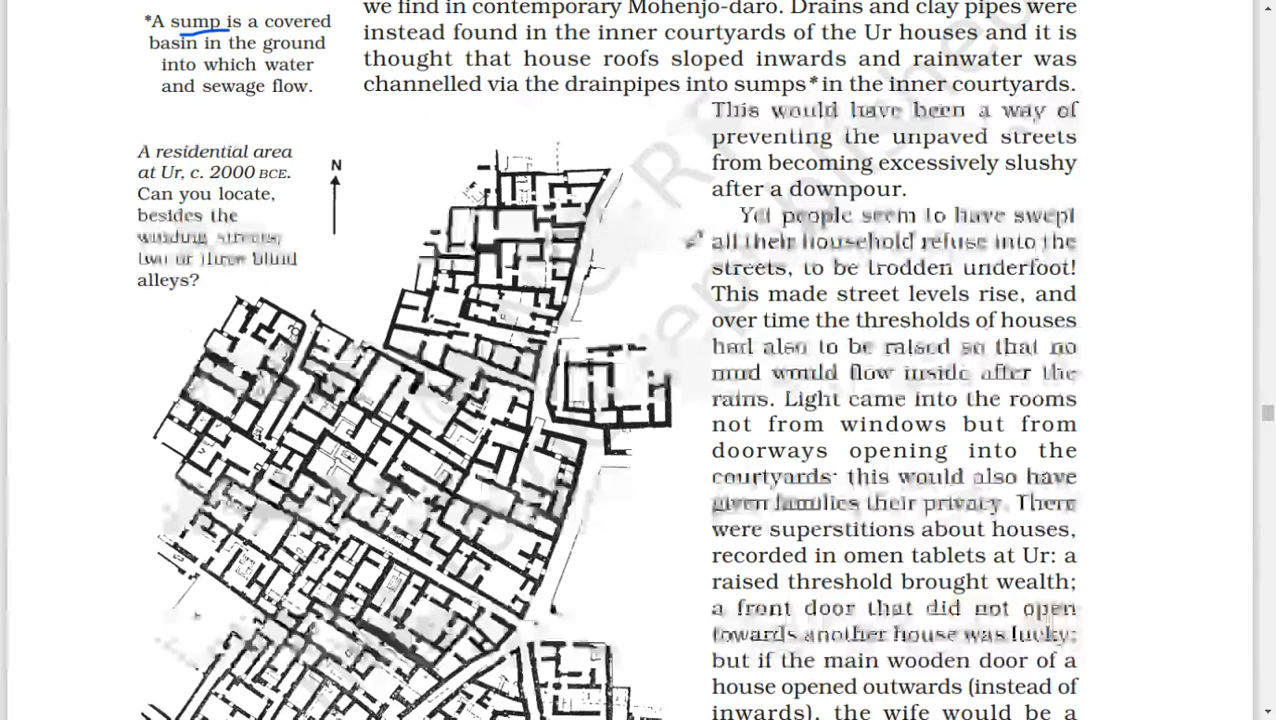 *A sump is a covered
basin in the ground
into which water
and sewage flow.
we find in contemporary Mohenjo-daro. Drains and clay pipes were
instead found in the inner courtyards of the Ur houses and it is
thought that house roofs sloped inwards and rainwater was
channelled via the drainpipes into sumps* in the inner courtyards.
This would have been a way of
preventing the unpaved streets
from becoming excessively slushy
after a downpour.
A residential area
at Ur, c. 2000 BCE.
Can you locate,
besides the
winding streets,
two or three blind
alleys?
N
Yet people seem to have swept
all their household refuse into the
streets, to be trodden underfoot!
This made street levels rise, and
over time the thresholds of houses
had also to be raised so that no
mud would flow inside after the
rains. Light came into the rooms
not from windows but from
doorways opening into the
courtyards: this would also have
given families their privacy. There
were superstitions about houses,
recorded in omen tablets at Ur: a
raised threshold brought wealth;
a front door that did not open
towards another house was lucky;
but if the main wooden door of a
house opened outwards (instead of
inwards), the wife would be a